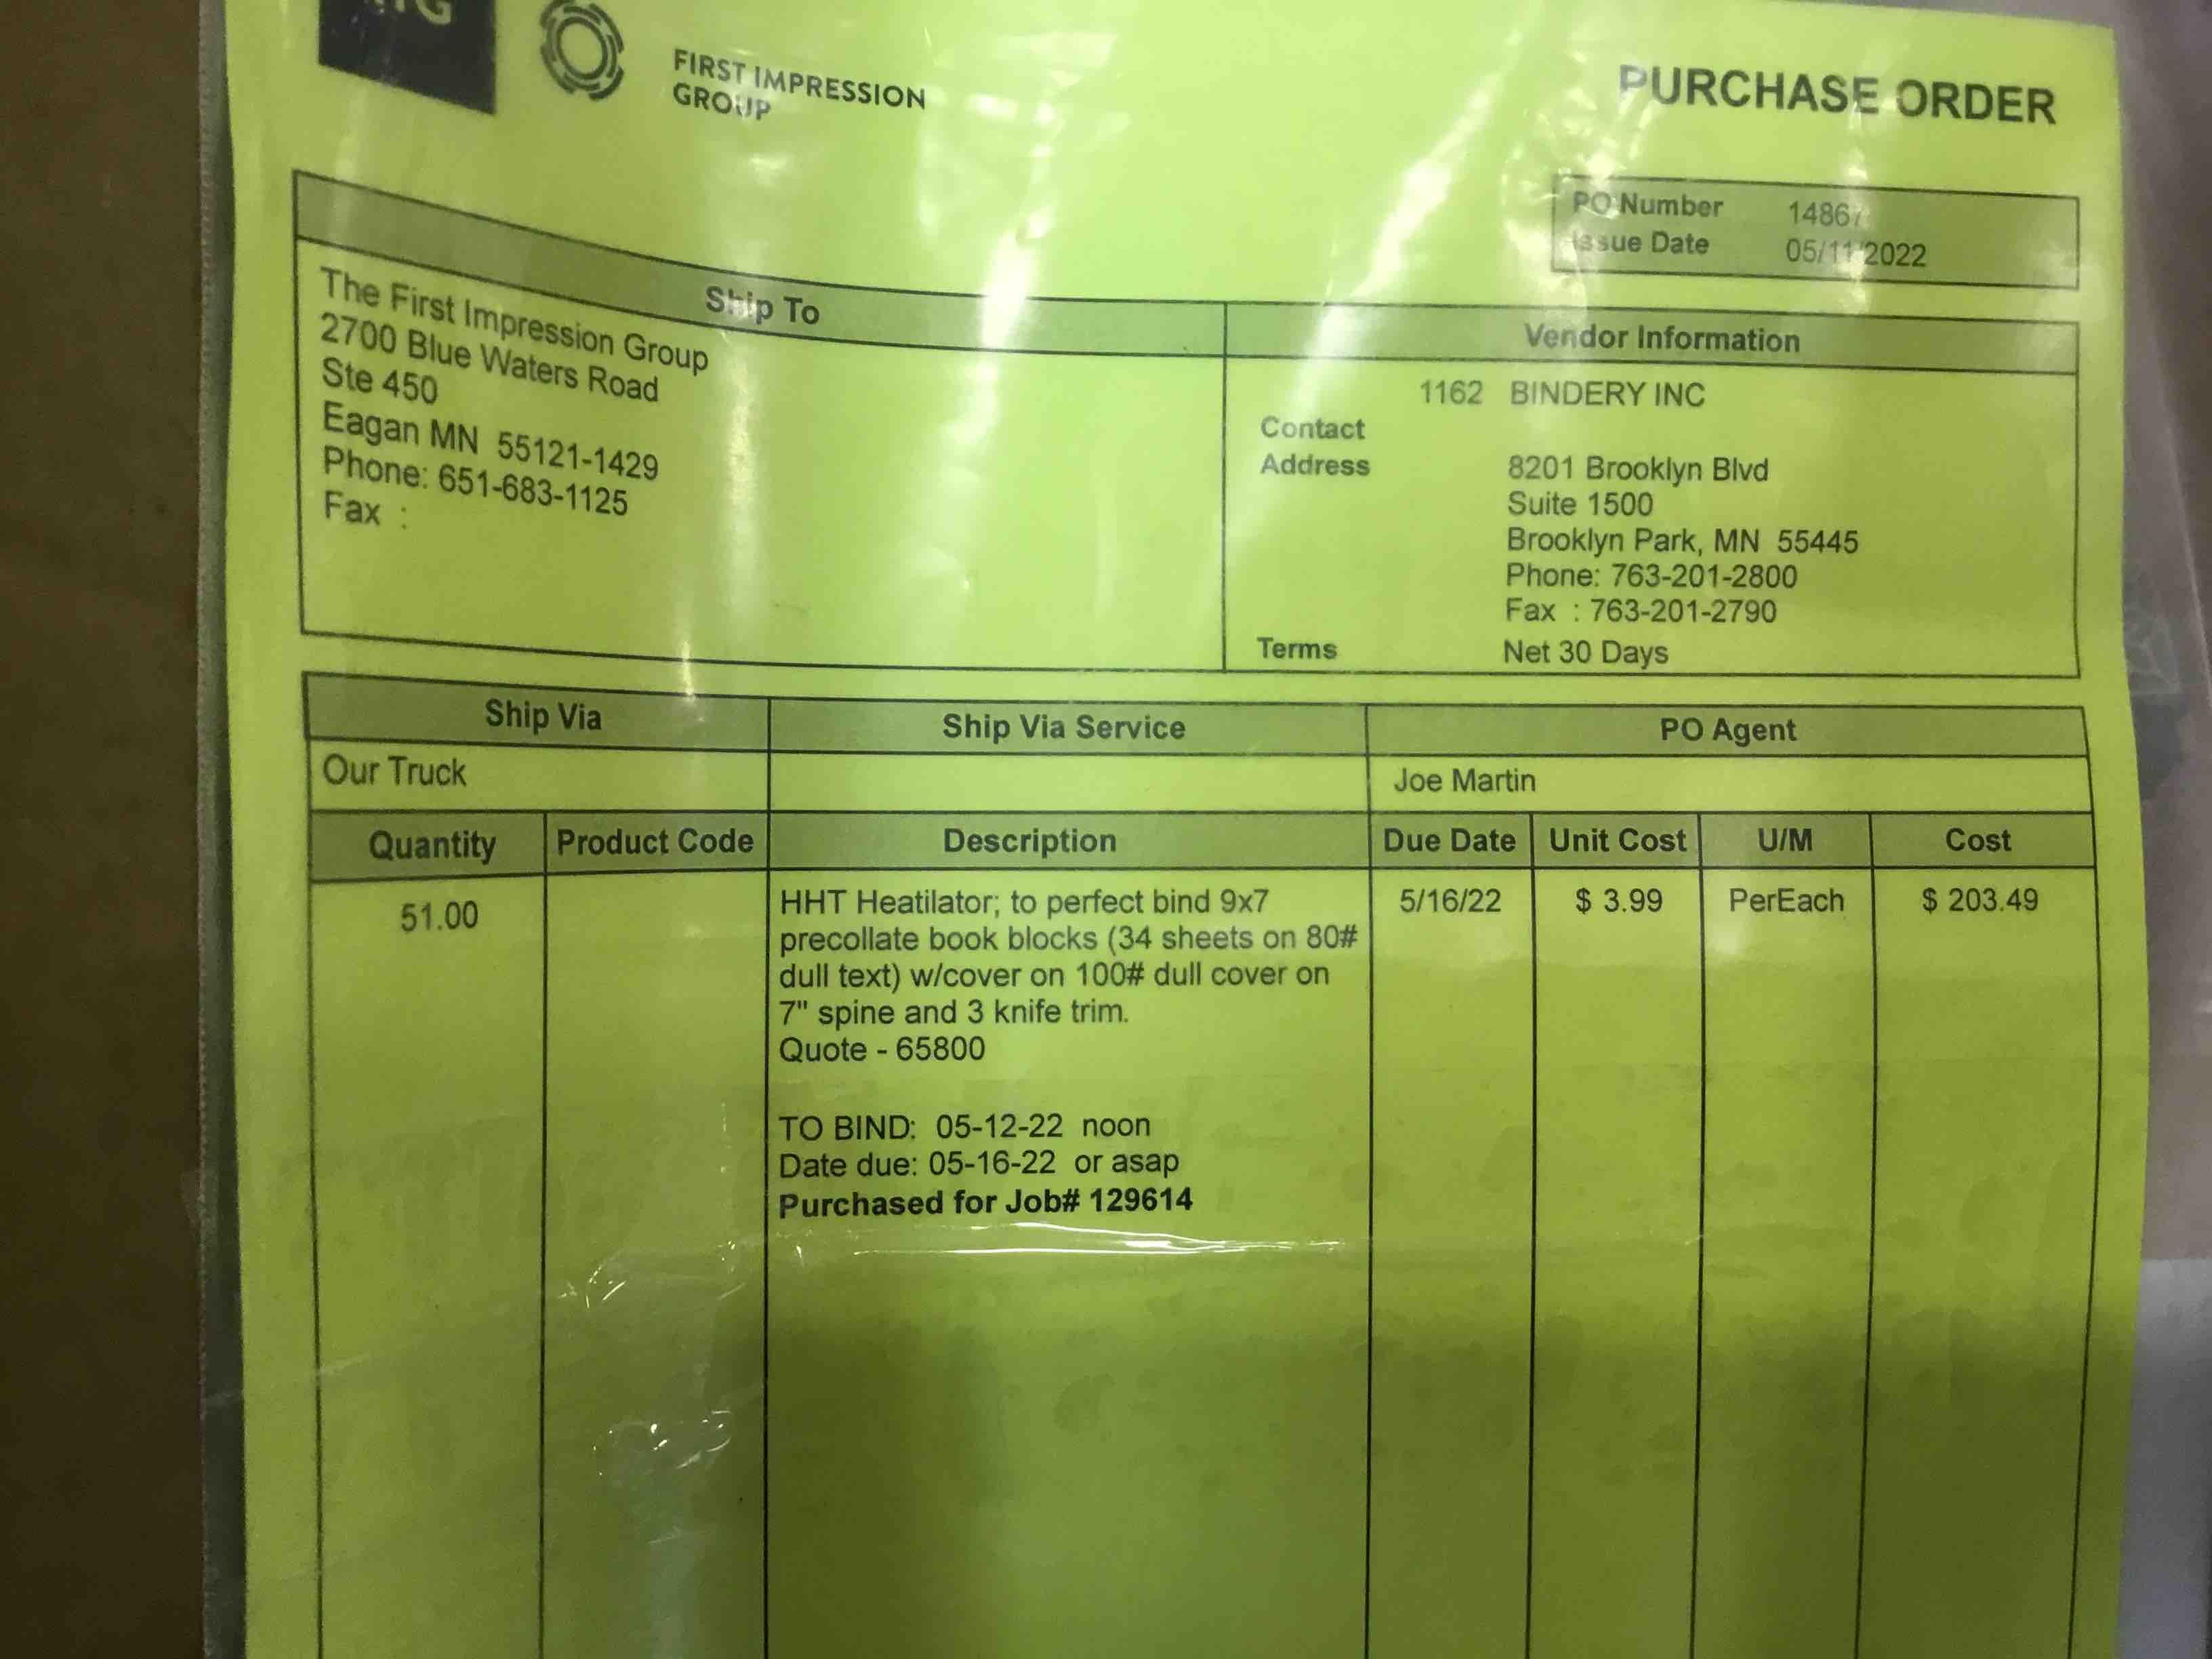 FIRST IMPRESSION
GROUP
PURCHASE ORDER
PO Number
Issue Date 05/11/2022
Ship To
The First Impression Group
2700 Blue Waters Road
Ste 450
Eagan MN 55121-1429
Phone: 651-683-1125
Fax :
Vendor Information
1162 BINDERY INC
Contact
Address 8201 Brooklyn Blvd
Suite 1500
Brooklyn Park, MN 55445
Phone: 763-201-2800
Fax : 763-201-2790
Terms Net 30 Days
Ship Via Ship Via Service PO Agent
Our Truck Joe Martin
Quantity Product Code Description Due Date Unit Cost U/M Cost
51.00 HHT Heatilator; to perfect bind 9x7 5/16/22 $ 3.99 PerEach $ 203.49
precollate book blocks (34 sheets on 80#
dull text) w/cover on 100# dull cover on
7" spine and 3 knife trim.
Quote - 65800
TO BIND: 05-12-22 noon
Date due: 05-16-22 or asap
Purchased for Job# 129614